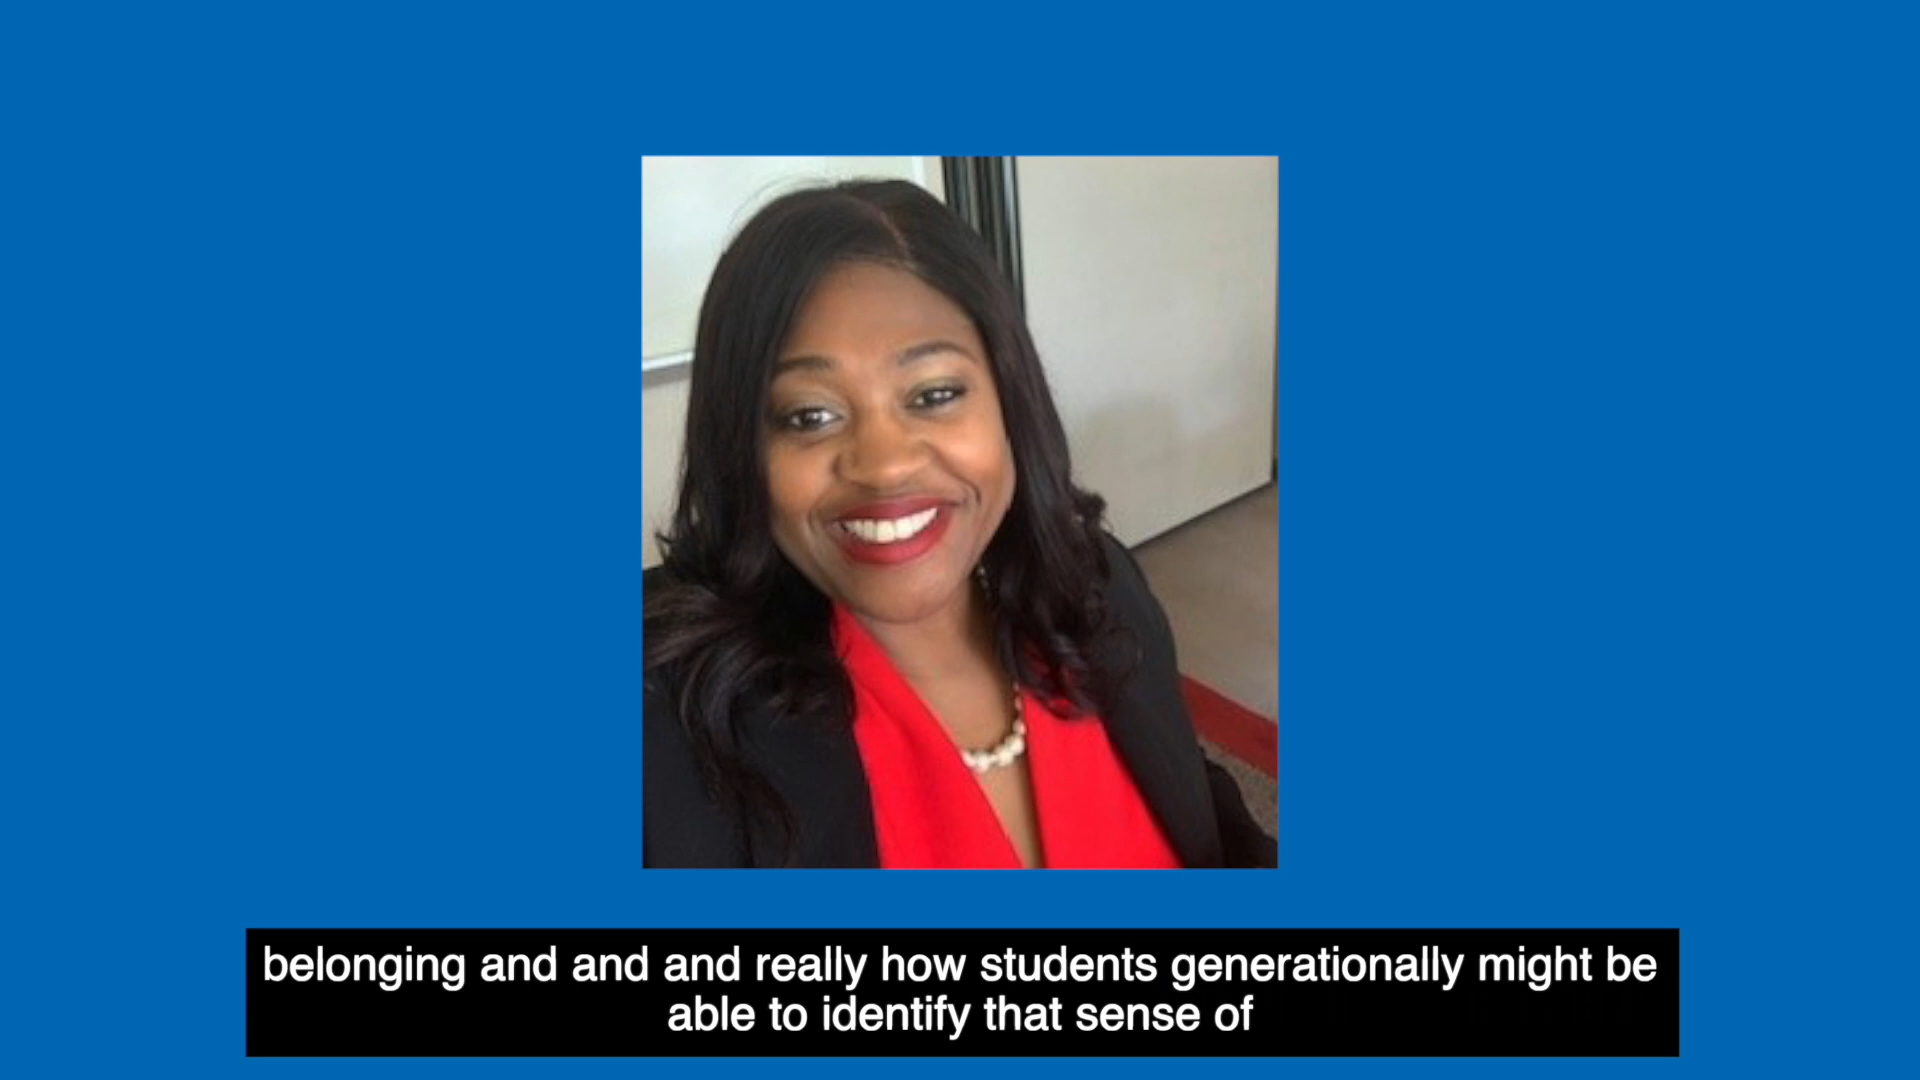 belonging and and and really how students generationally might be
able to identify that sense of